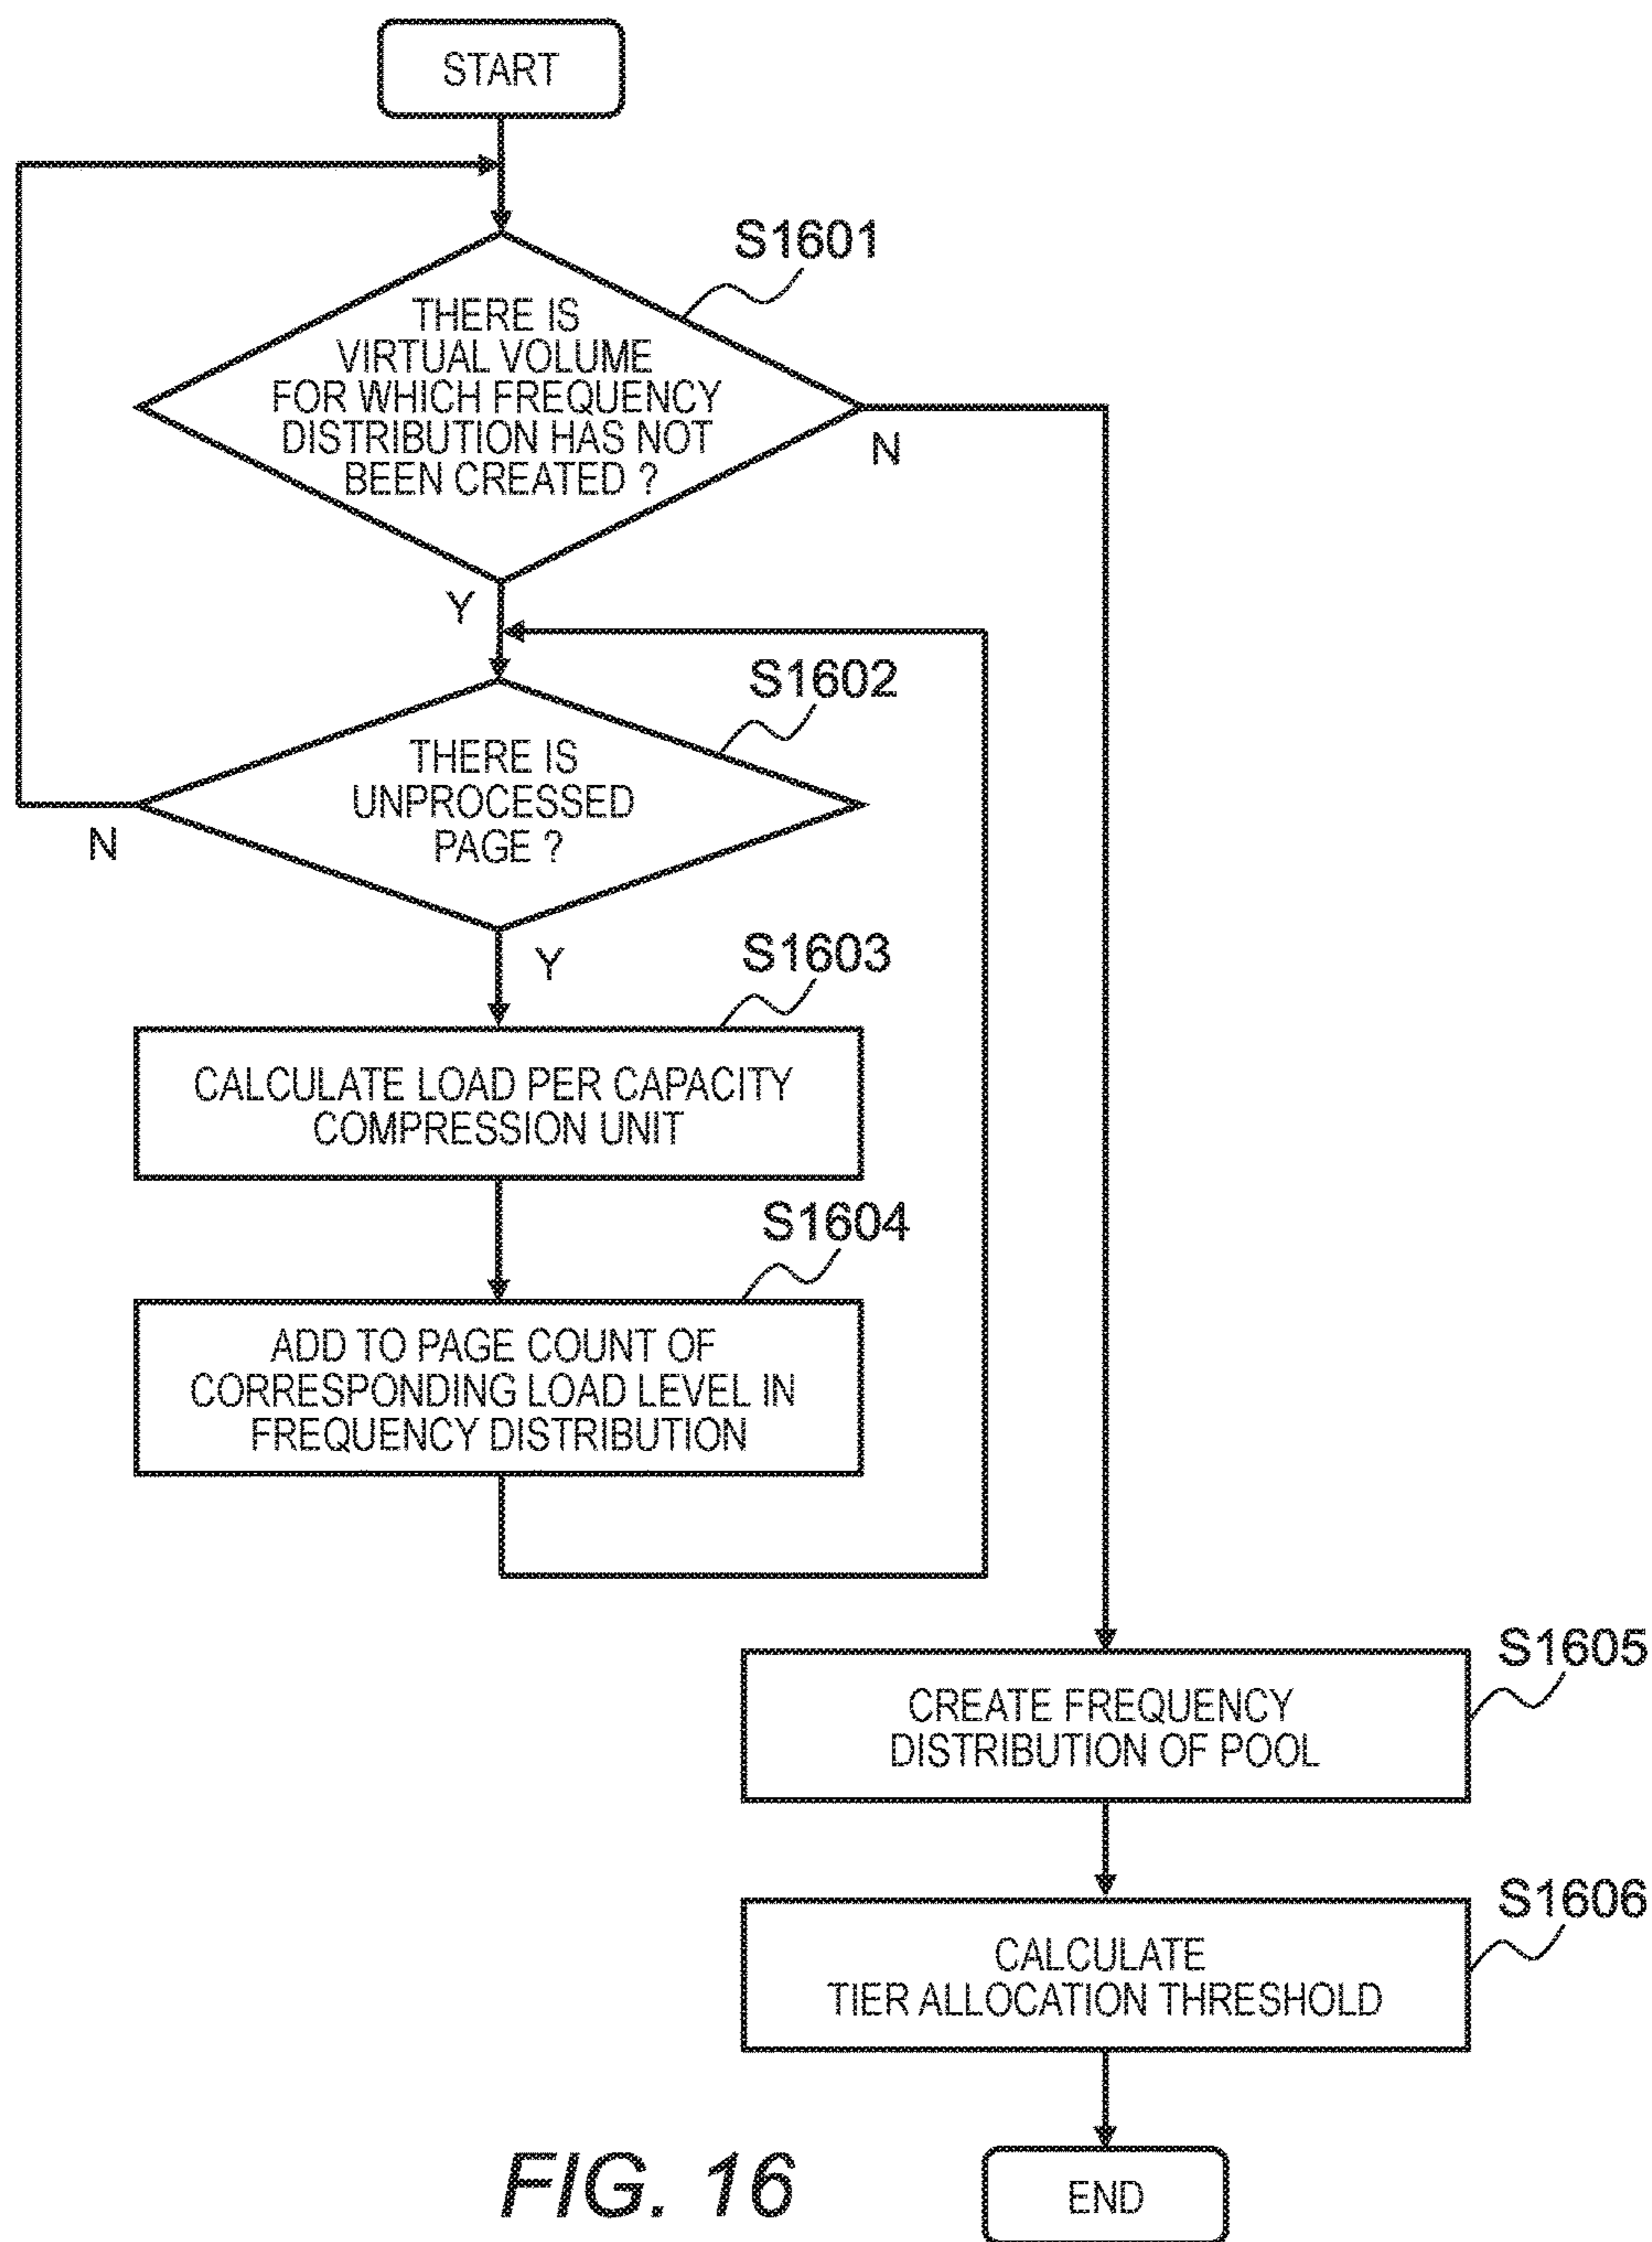 START
S1601
THERE IS
VIRTUAL VOLUME
FOR WHICH FREQUENCY
DISTRIBUTION HAS NOT
BEEN CREATED ?
N
Y
S1602
THERE IS
UNPROCESSED
PAGE ?
N
Y
S1603
CALCULATE LOAD PER CAPACITY
COMPRESSION UNIT
S1604
ADD TO PAGE COUNT OF
CORRESPONDING LOAD LEVEL IN
FREQUENCY DISTRIBUTION
S1605
CREATE FREQUENCY
DISTRIBUTION OF POOL
S1606
CALCULATE
TIER ALLOCATION THRESHOLD
END
FIG. 16